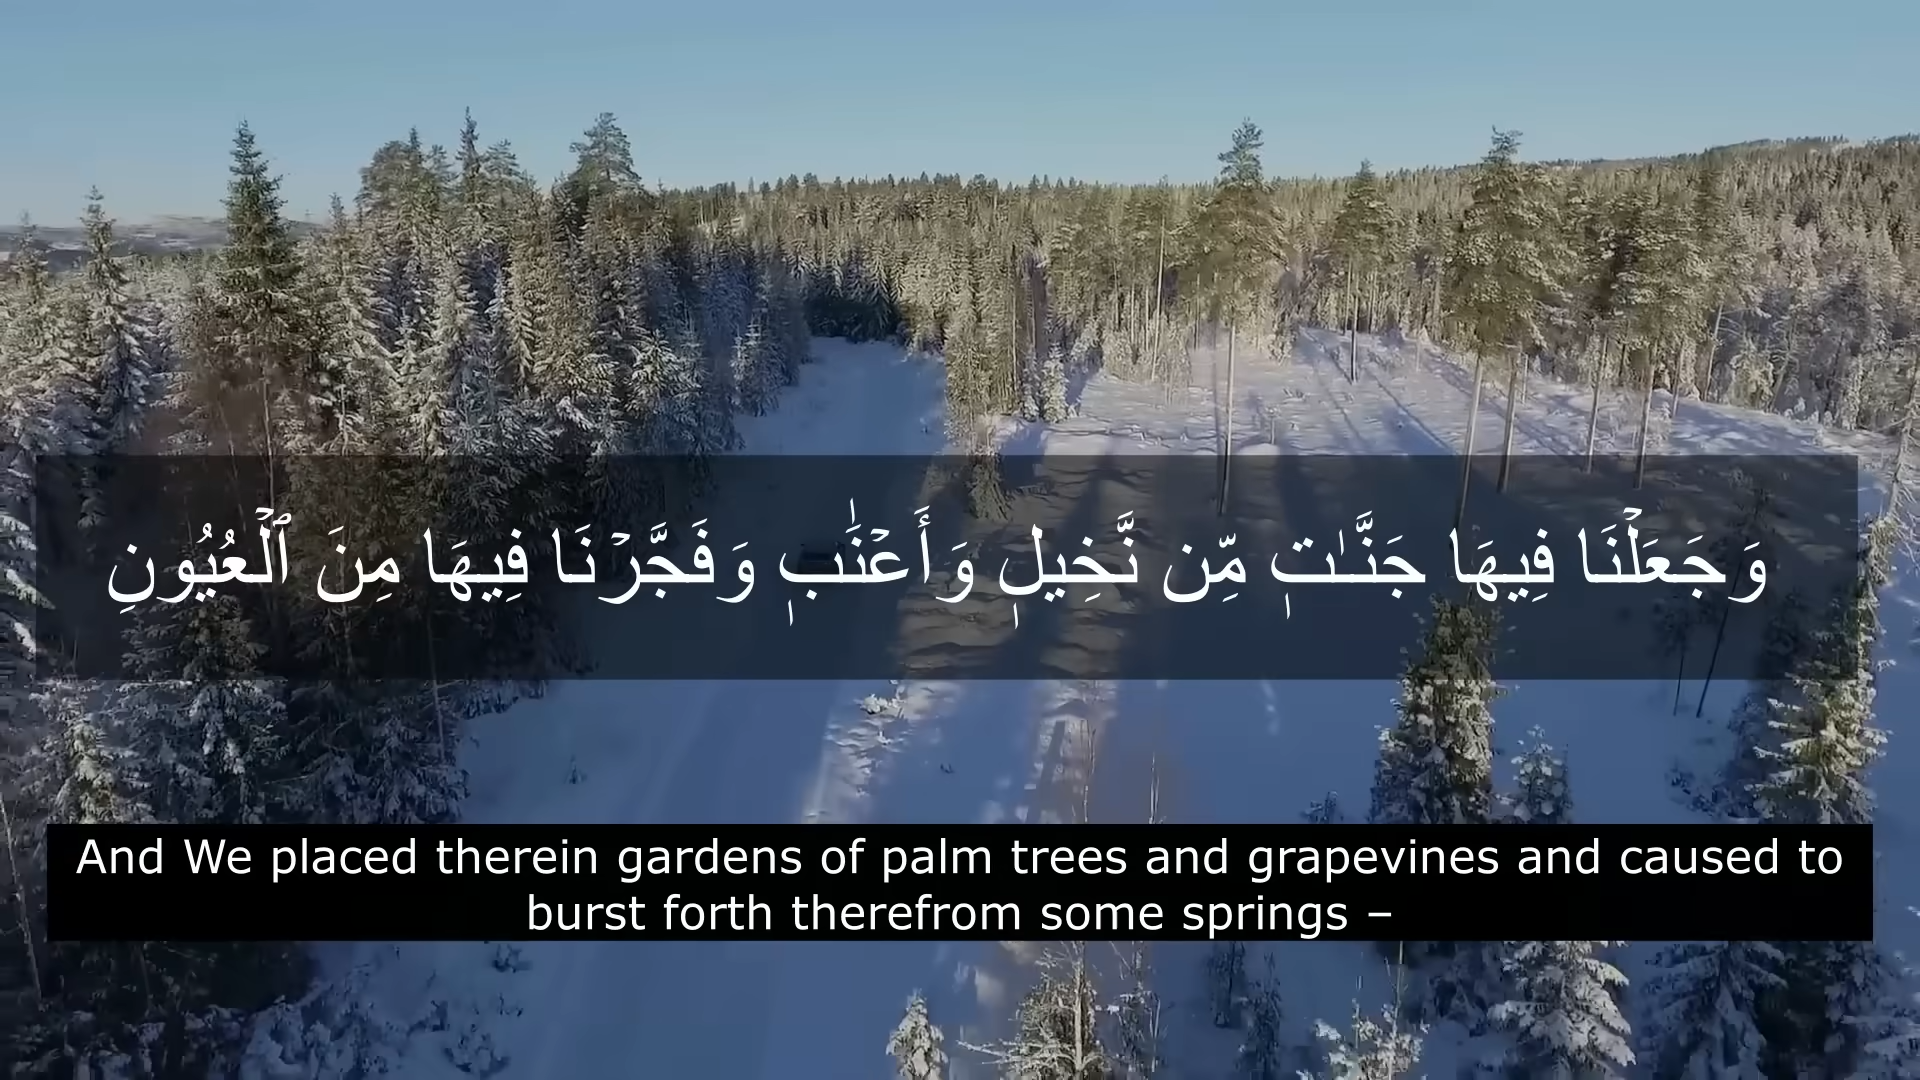 وَجَعَلْنَا فِيهَا جَنَّـٰتٍ مِّن نَّخِيلٍ وَأَعْنَـٰبٍ وَفَجَّرْنَا فِيهَا مِنَ ٱلْعُيُونِ
And We placed therein gardens of palm trees and grapevines and caused to
burst forth therefrom some springs –